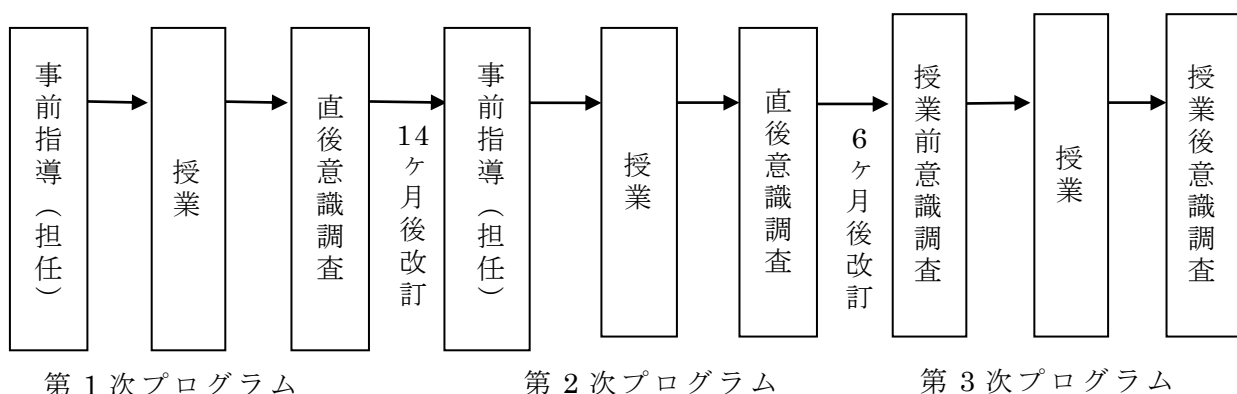 事前指導（担任）
授業
直後意識調査
14ヶ月後改訂
事前指導（担任）
授業
直後意識調査
6ヶ月後改訂
授業前意識調査
授業
授業後意識調査
第1次プログラム
第2次プログラム
第3次プログラム